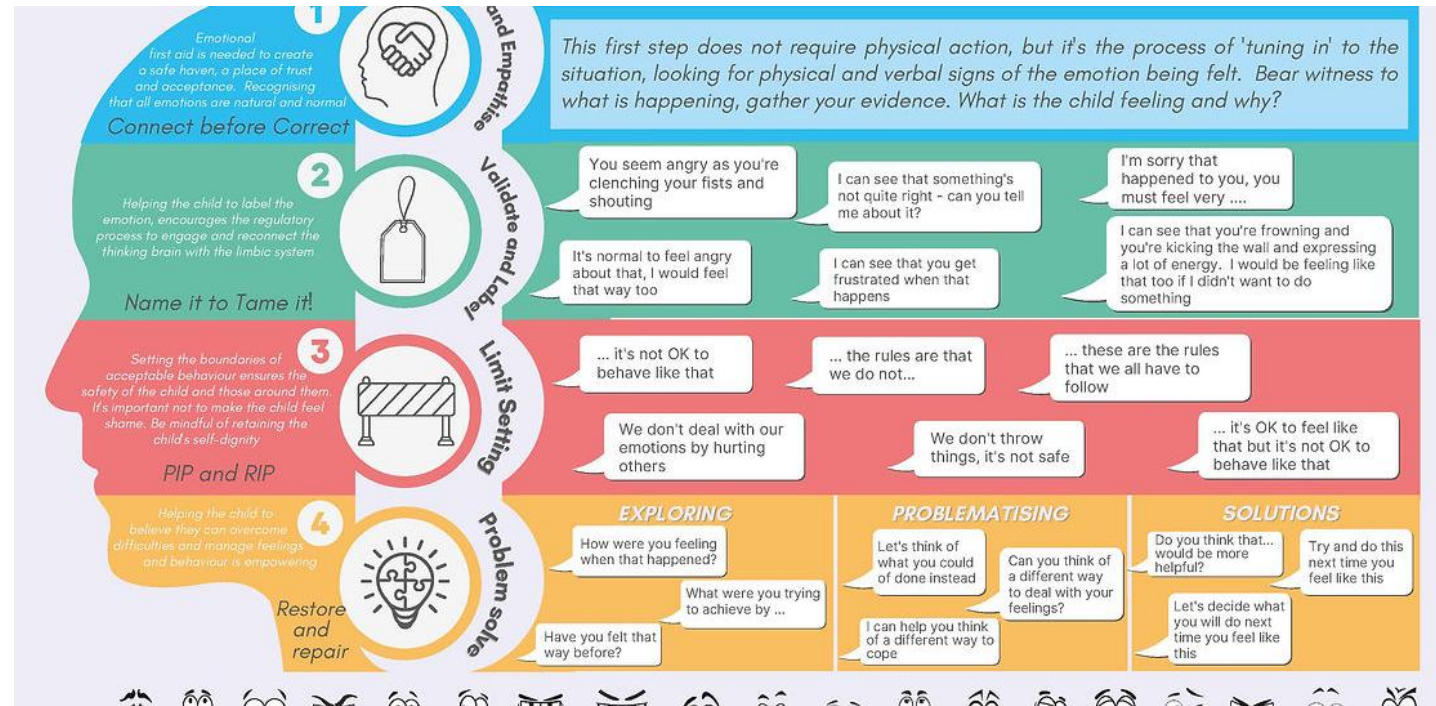 1
Emotional
first aid is needed to create
a safe haven, a place of trust
and acceptance. Recognising
that all emotions are natural and normal
Connect before Correct
and Empathise
This first step does not require physical action, but it's the process of 'tuning in' to the
situation, looking for physical and verbal signs of the emotion being felt. Bear witness to
what is happening, gather your evidence. What is the child feeling and why?
2
Helping the child to label the
emotion, encourages the regulatory
process to engage and reconnect the
thinking brain with the limbic system
Name it to Tame it!
Validate and Label
You seem angry as you're
clenching your fists and
shouting
I can see that something's
not quite right - can you tell
me about it?
I'm sorry that
happened to you, you
must feel very ....
It's normal to feel angry
about that, I would feel
that way too
I can see that you get
frustrated when that
happens
I can see that you're frowning and
you're kicking the wall and expressing
a lot of energy. I would be feeling like
that too if I didn't want to do
something
3
Setting the boundaries of
acceptable behaviour ensures the
safety of the child and those around them.
It's important not to make the child feel
shame. Be mindful of retaining the
child's self-dignity
PIP and RIP
Limit Setting
... it's not OK to
behave like that
... the rules are that
we do not...
... these are the rules
that we all have to
follow
We don't deal with our
emotions by hurting
others
We don't throw
things, it's not safe
... it's OK to feel like
that but it's not OK to
behave like that
4
Helping the child to
believe they can overcome
difficulties and manage feelings
and behaviour is empowering
Restore
and
repair
Problem solve
EXPLORING
How were you feeling
when that happened?
What were you trying
to achieve by ...
Have you felt that
way before?
PROBLEMATISING
Let's think of
what you could
of done instead
Can you think of
a different way
to deal with your
feelings?
I can help you think
of a different way to
cope
SOLUTIONS
Do you think that...
would be more
helpful?
Try and do this
next time you
feel like this
Let's decide what
you will do next
time you feel like
this